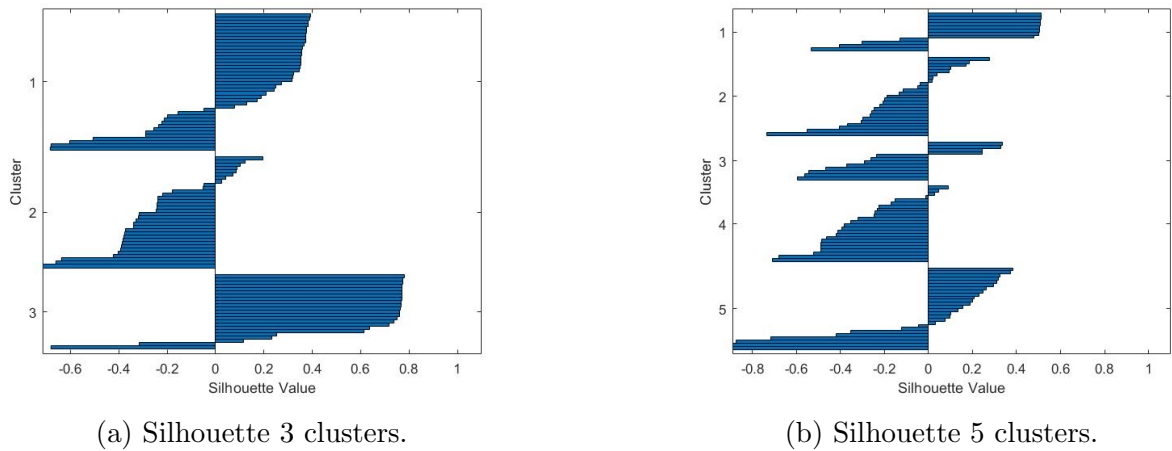 Cluster
1
2
3
-0.6 -0.4 -0.2 0 0.2 0.4 0.6 0.8 1
Silhouette Value
(a) Silhouette 3 clusters.
Cluster
1
2
3
4
5
-0.8 -0.6 -0.4 -0.2 0 0.2 0.4 0.6 0.8 1
Silhouette Value
(b) Silhouette 5 clusters.